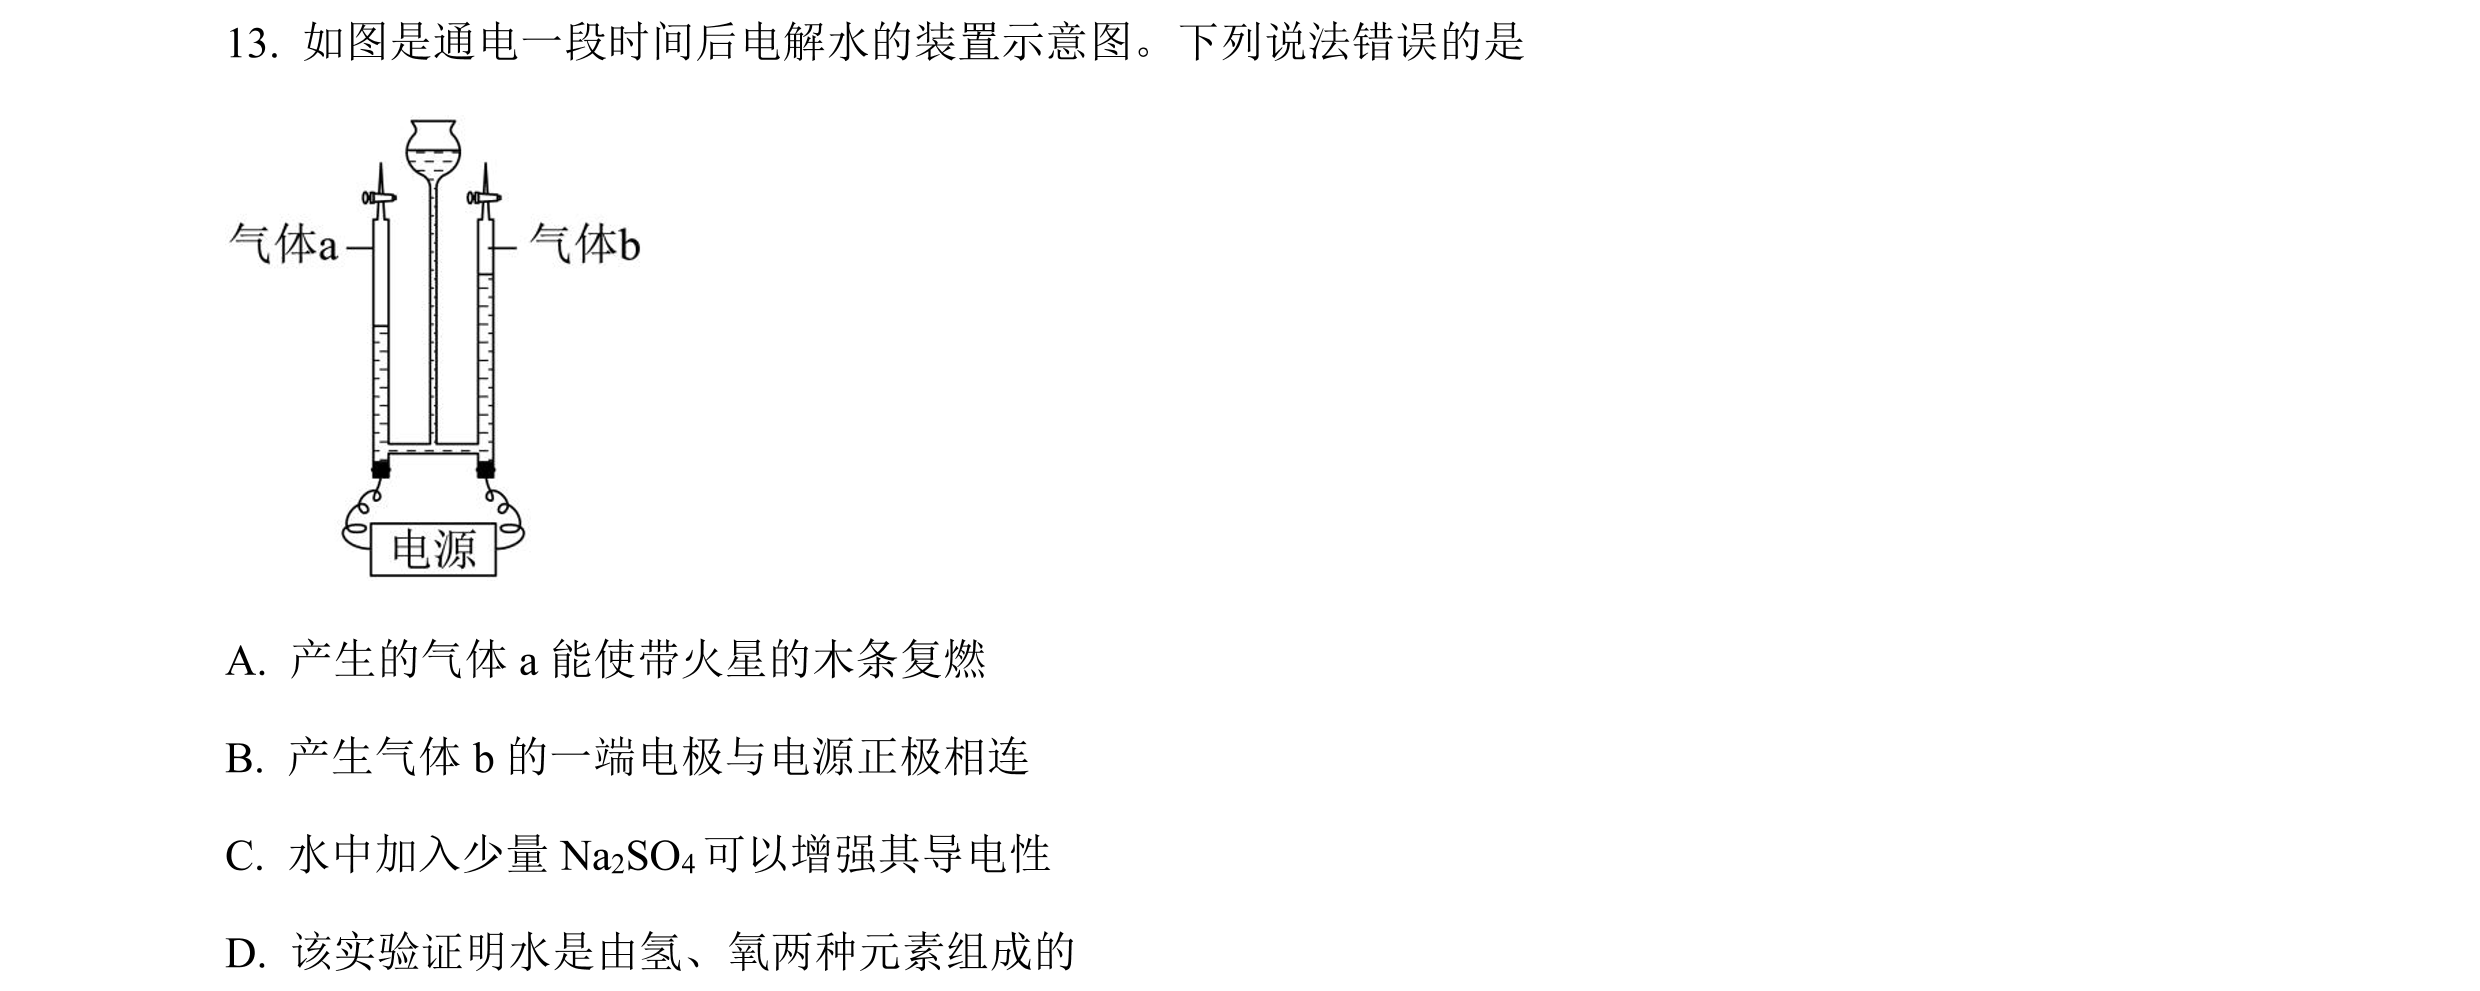 13. 如图是通电一段时间后电解水的装置示意图。下列说法错误的是
气体a
气体b
电源
A. 产生的气体 a 能使带火星的木条复燃
B. 产生气体 b 的一端电极与电源正极相连
C. 水中加入少量 Na₂SO₄ 可以增强其导电性
D. 该实验证明水是由氢、氧两种元素组成的